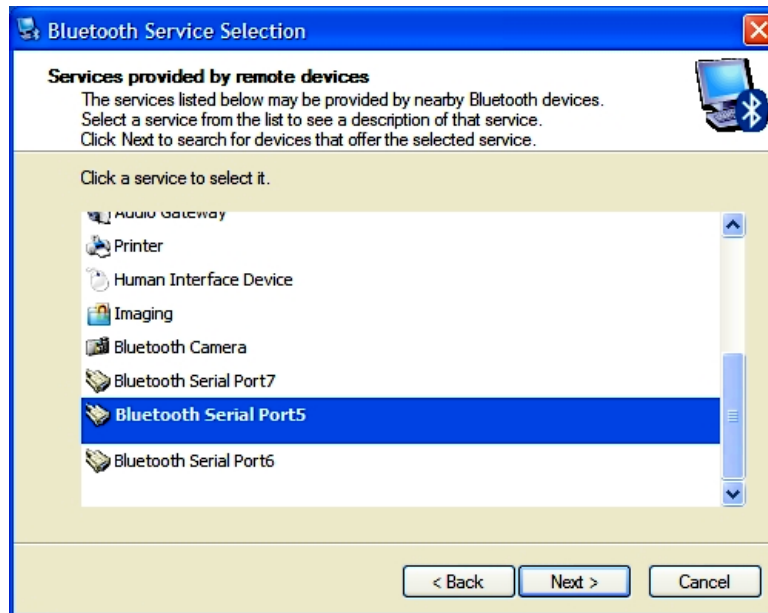 Bluetooth Service Selection
Services provided by remote devices
The services listed below may be provided by nearby Bluetooth devices.
Select a service from the list to see a description of that service.
Click Next to search for devices that offer the selected service.
Click a service to select it.
Audio Gateway
Printer
Human Interface Device
Imaging
Bluetooth Camera
Bluetooth Serial Port7
Bluetooth Serial Port5
Bluetooth Serial Port6
< Back Next > Cancel